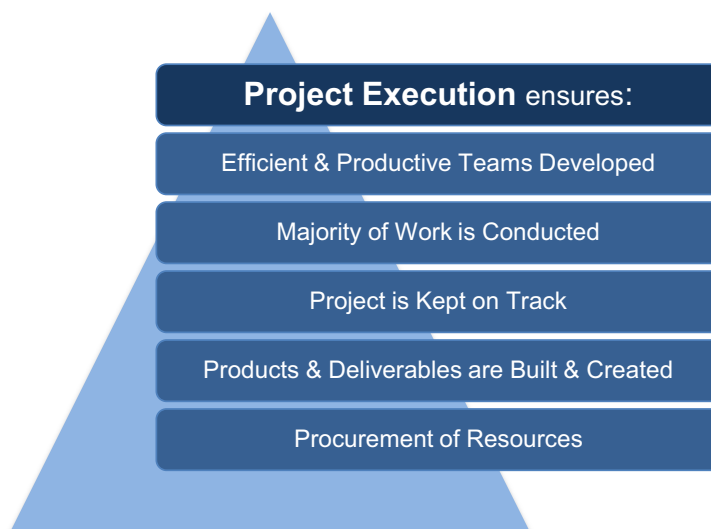 Project Execution ensures:
Efficient & Productive Teams Developed
Majority of Work is Conducted
Project is Kept on Track
Products & Deliverables are Built & Created
Procurement of Resources